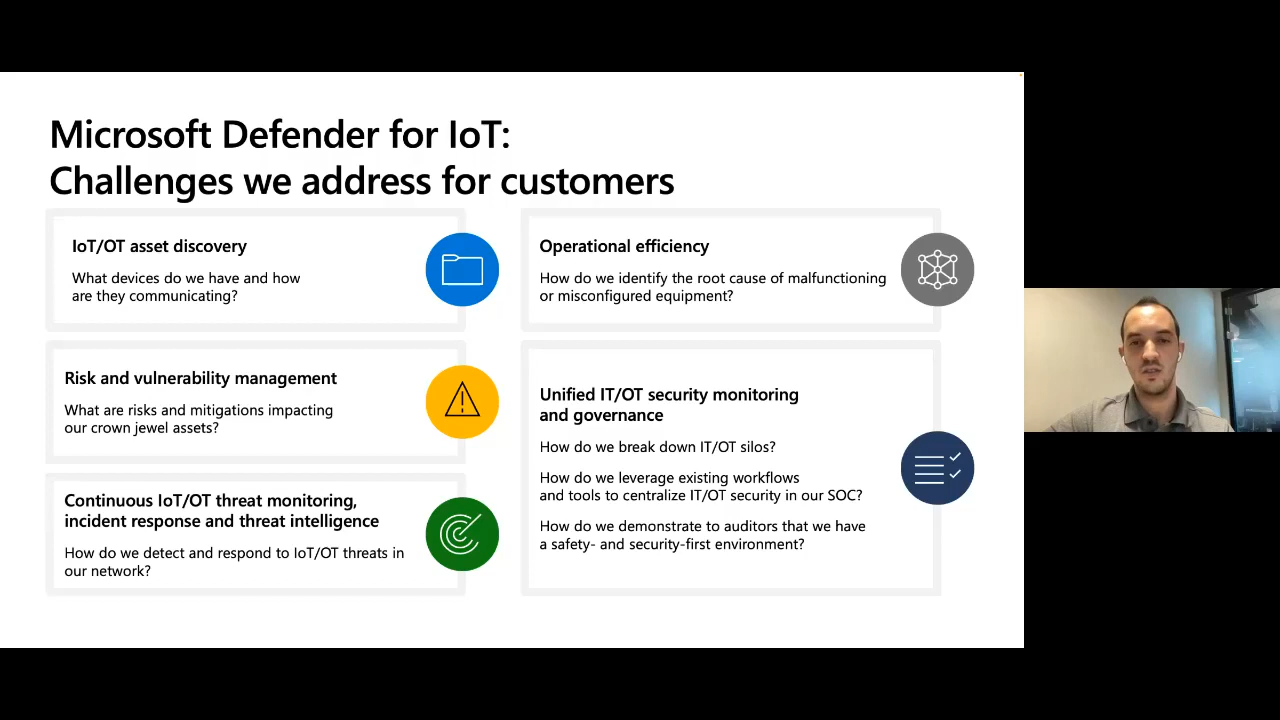 Microsoft Defender for IoT:
Challenges we address for customers
IoT/OT asset discovery
What devices do we have and how
are they communicating?
Risk and vulnerability management
What are risks and mitigations impacting
our crown jewel assets?
Continuous IoT/OT threat monitoring,
incident response and threat intelligence
How do we detect and respond to IoT/OT threats in
our network?
Operational efficiency
How do we identify the root cause of malfunctioning
or misconfigured equipment?
Unified IT/OT security monitoring
and governance
How do we break down IT/OT silos?
How do we leverage existing workflows
and tools to centralize IT/OT security in our SOC?
How do we demonstrate to auditors that we have
a safety- and security-first environment?